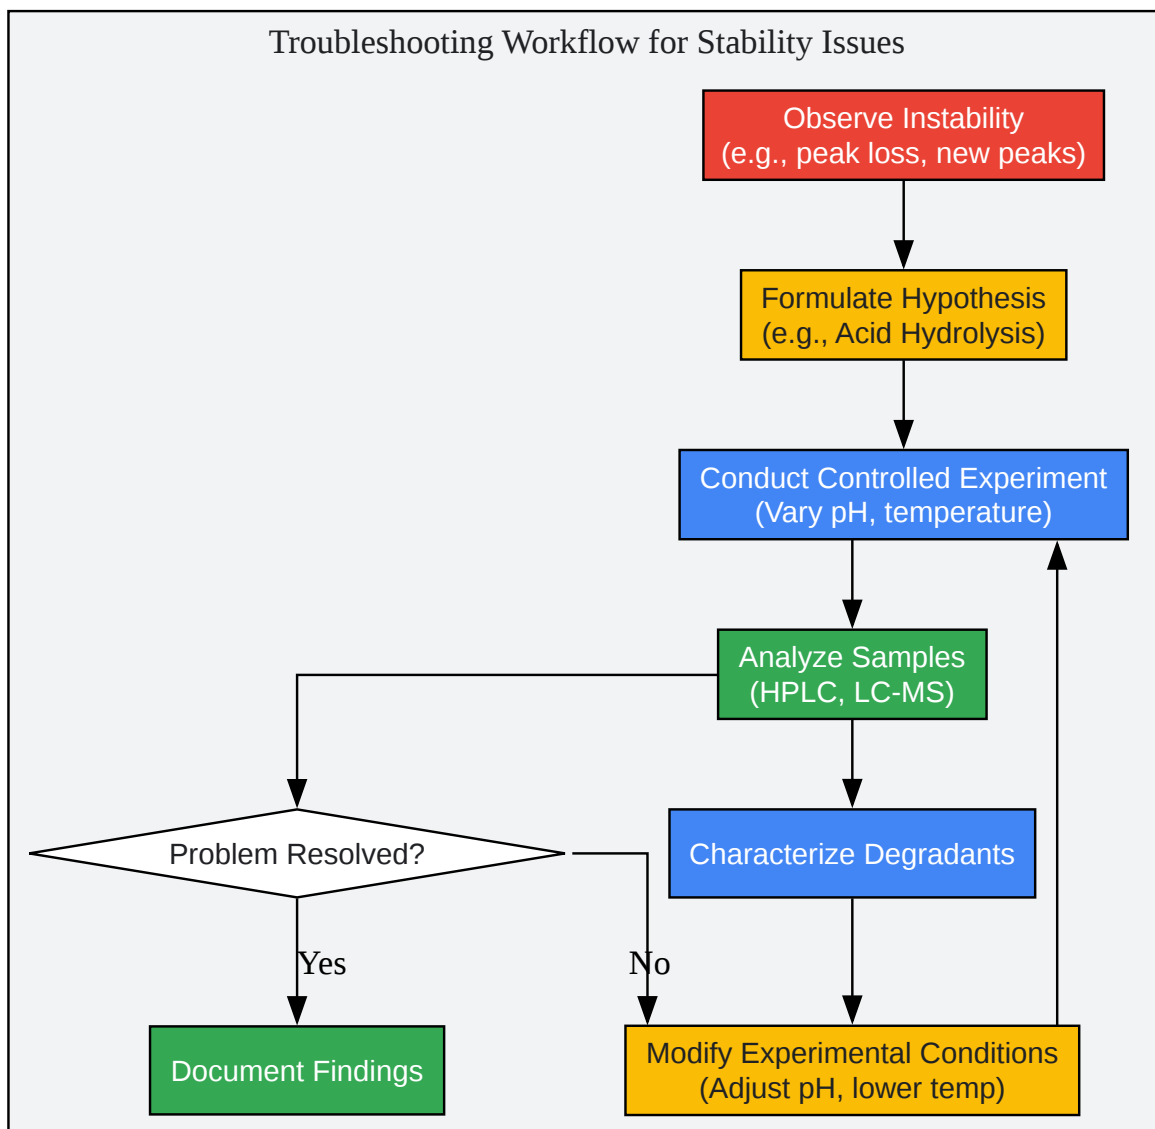 Troubleshooting Workflow for Stability Issues
Observe Instability
(e.g., peak loss, new peaks)
Formulate Hypothesis
(e.g., Acid Hydrolysis)
Conduct Controlled Experiment
(Vary pH, temperature)
Analyze Samples
(HPLC, LC-MS)
Problem Resolved?
Characterize Degradants
Yes
No
Document Findings
Modify Experimental Conditions
(Adjust pH, lower temp)